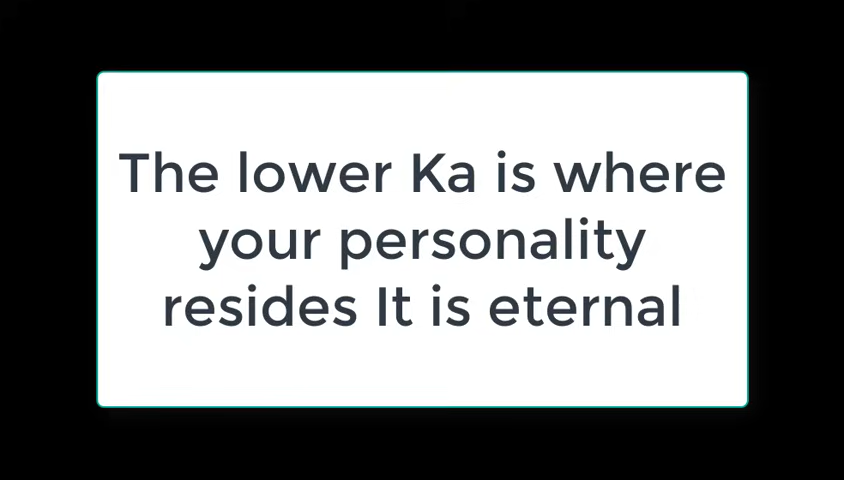 The lower Ka is where
your personality
resides It is eternal